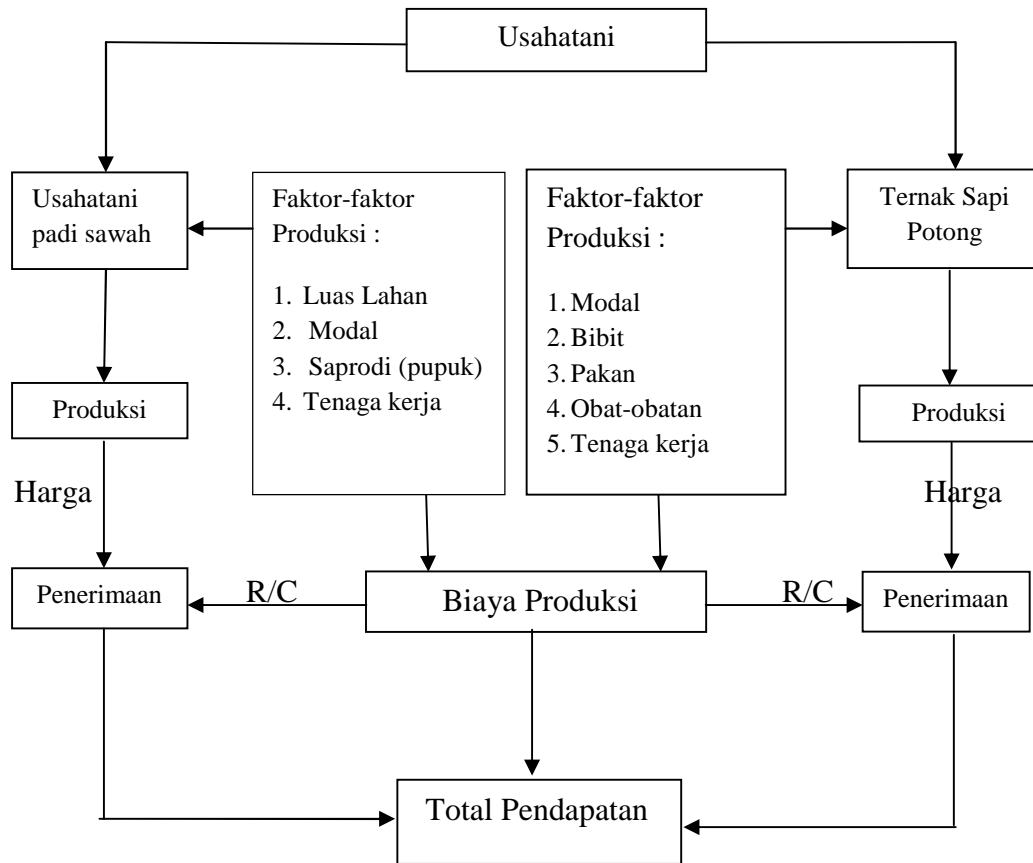 Usahatani
Usahatani
padi sawah
Faktor-faktor
Produksi :
1. Luas Lahan
2. Modal
3. Saprodi (pupuk)
4. Tenaga kerja
Faktor-faktor
Produksi :
1. Modal
2. Bibit
3. Pakan
4. Obat-obatan
5. Tenaga kerja
Ternak Sapi
Potong
Produksi
Produksi
Harga
Harga
Penerimaan
R/C
Biaya Produksi
R/C
Penerimaan
Total Pendapatan